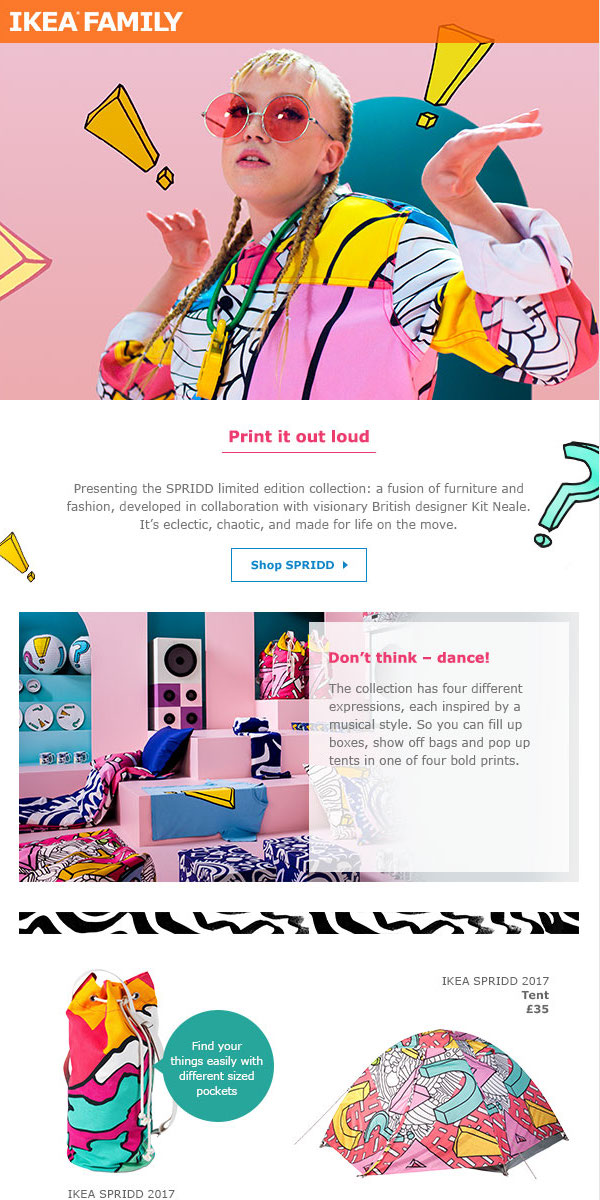 IKEA® FAMILY
Print it out loud
Presenting the SPRIDD limited edition collection: a fusion of furniture and
fashion, developed in collaboration with visionary British designer Kit Neale.
It’s eclectic, chaotic, and made for life on the move.
Shop SPRIDD
Don’t think – dance!
The collection has four different
expressions, each inspired by a
musical style. So you can fill up
boxes, show off bags and pop up
tents in one of four bold prints.
IKEA SPRIDD 2017
Tent
£35
Find your
things easily with
different sized
pockets
IKEA SPRIDD 2017